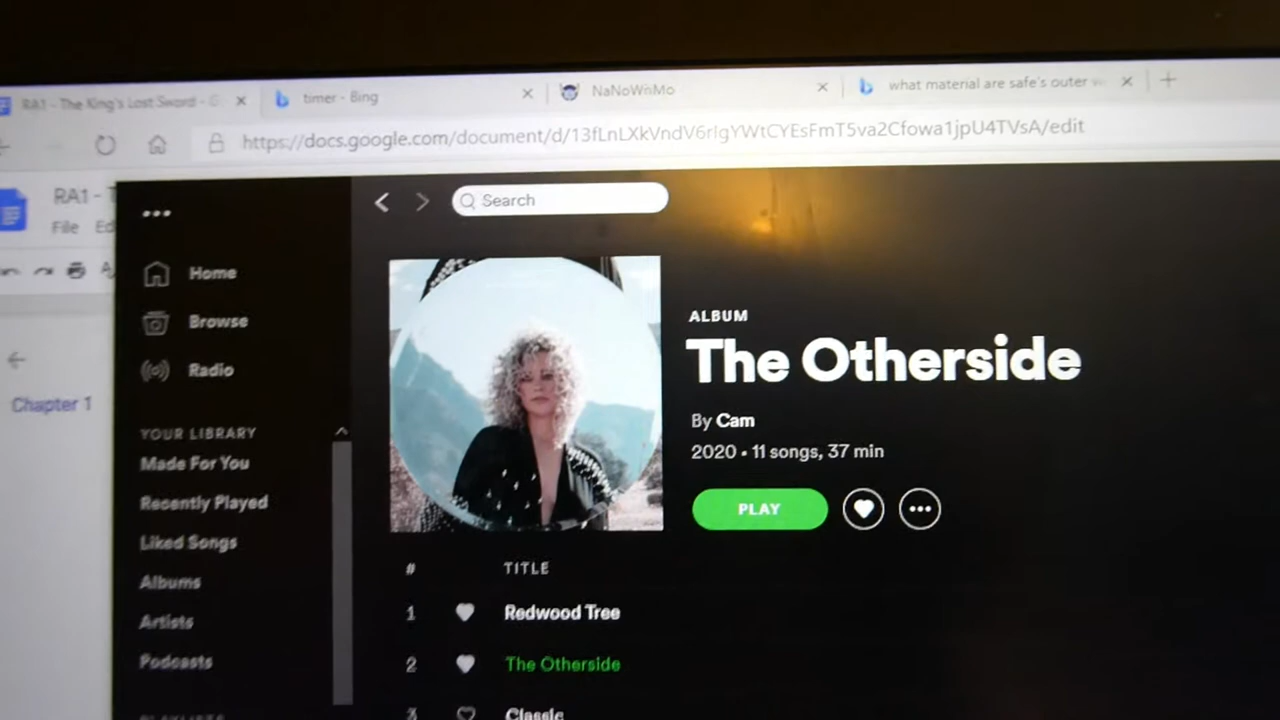 RA1 - The King's Lost Sword - G
timer - Bing
NaNoWriMo
what material are safe's outer
https://docs.google.com/document/d/13fLnLXkVndV6rIgYWtCYEsFmT5va2Cfowa1jpU4TVsA/edit
RA1 -
File
Search
Home
Browse
Radio
Chapter 1
YOUR LIBRARY
Made For You
Recently Played
Liked Songs
Albums
Artists
Podcasts
ALBUM
The Otherside
By Cam
2020 • 11 songs, 37 min
PLAY
# TITLE
1 Redwood Tree
2 The Otherside
3 Classic